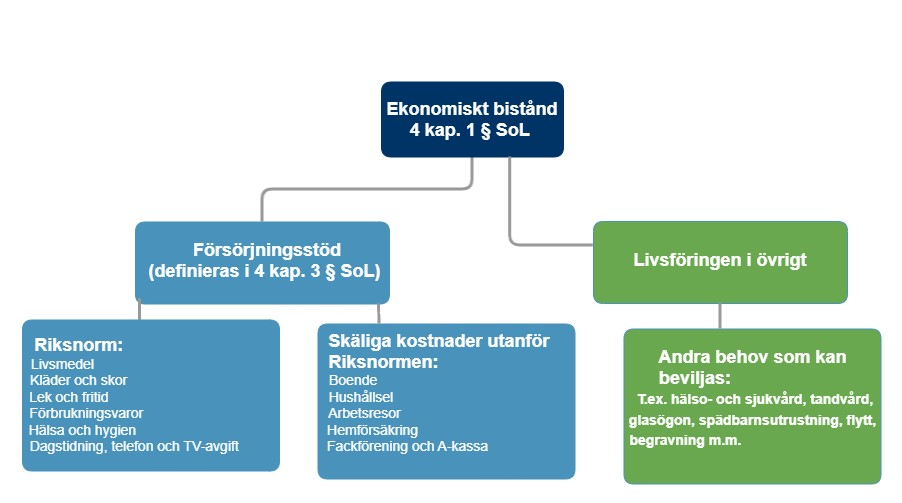 Ekonomiskt bistånd
4 kap. 1 § SoL
Försörjningsstöd
(definieras i 4 kap. 3 § SoL)
Livsföringen i övrigt
Riksnorm:
Livsmedel
Kläder och skor
Lek och fritid
Förbrukningsvaror
Hälsa och hygien
Dagstidning, telefon och TV-avgift
Skäliga kostnader utanför
Riksnormen:
Boende
Hushållsel
Arbetsresor
Hemförsäkring
Fackförening och A-kassa
Andra behov som kan
beviljas:
T.ex. hälso- och sjukvård, tandvård,
glasögon, spädbarnsutrustning, flytt,
begravning m.m.